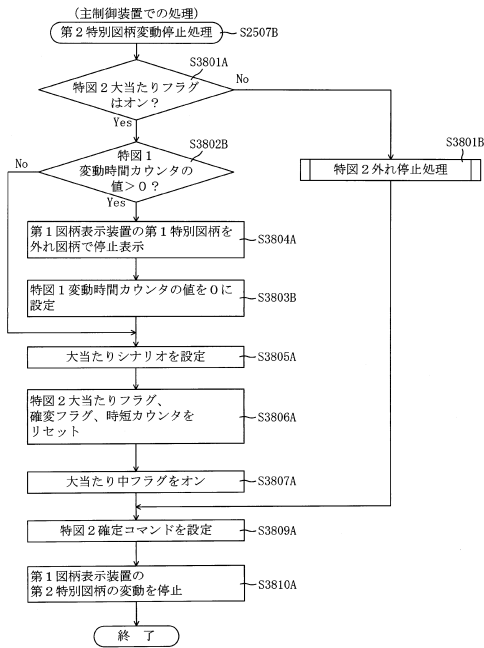 (主制御装置での処理)
第2特別図柄変動停止処理
S2507B
S3801A
特図2大当たりフラグ
はオン?
No
Yes
S3801B
特図2外れ停止処理
S3802B
特図1
変動時間カウンタの
値>0?
No
Yes
第1図柄表示装置の第1特別図柄を
外れ図柄で停止表示
S3804A
特図1変動時間カウンタの値を0に
設定
S3803B
大当たりシナリオを設定
S3805A
特図2大当たりフラグ、
確変フラグ、時短カウンタを
リセット
S3806A
大当たり中フラグをオン
S3807A
特図2確定コマンドを設定
S3809A
第1図柄表示装置の
第2特別図柄の変動を停止
S3810A
終 了